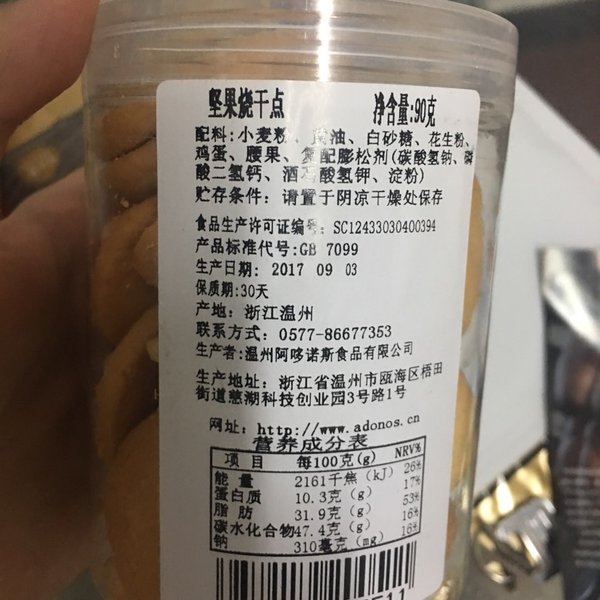 坚果烧干点 净含量:90克
配料:小麦粉、油、白砂糖、花生粉、
鸡蛋、腰果、复配膨松剂(碳酸氢钠、磷
酸二氢钙、酒石酸氢钾、淀粉)
贮存条件: 请置于阴凉干燥处保存
食品生产许可证编号: SC12433030400394
产品标准代号:GB 7099
生产日期: 2017 09 03
保质期:30天
产地: 浙江温州
联系方式: 0577-86677353
生产者:温州阿哆诺斯食品有限公司
生产地址: 浙江省温州市瓯海区梧田
街道慈湖科技创业园3号路1号
网址: http://www.adonos.cn
营养成分表
项 目 每100克(g) NRV%
能 量 2161千焦 (kJ) 26%
蛋白质 10.3克 (g) 17%
脂 肪 31.9克 (g) 53%
碳水化合物 47.4克 (g) 16%
钠 310毫克 (mg) 16%